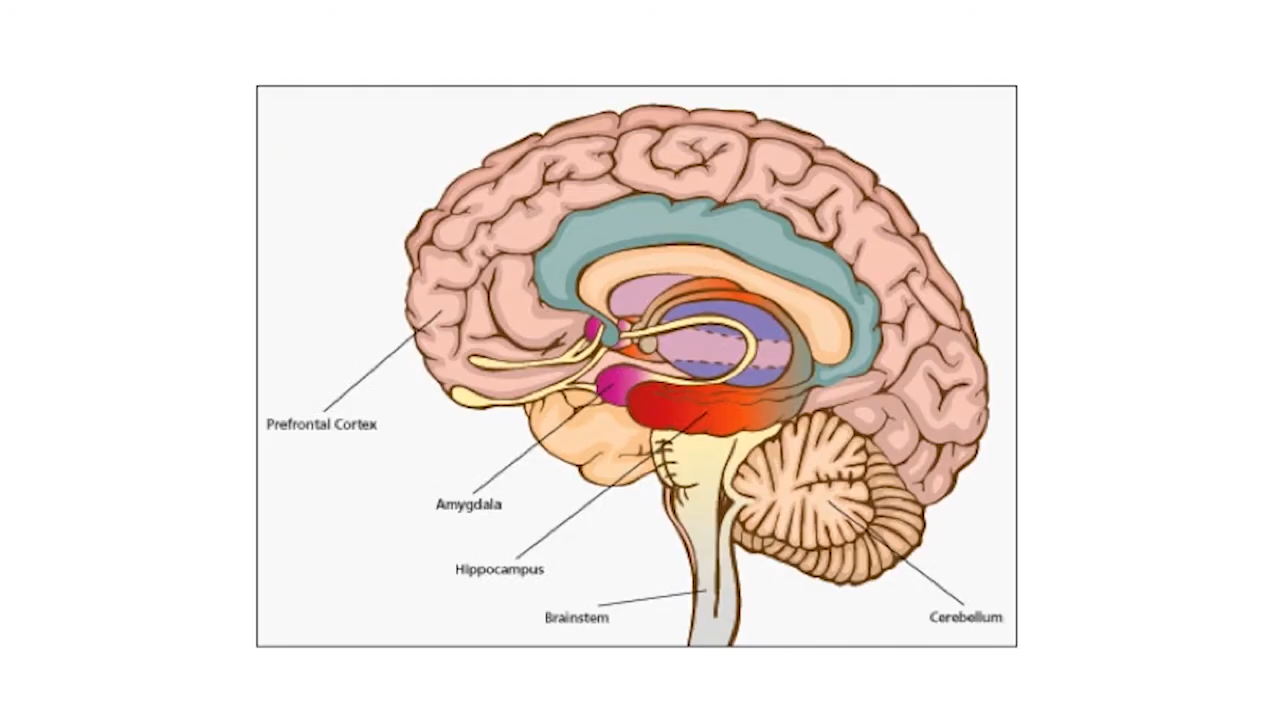 Prefrontal Cortex
Amygdala
Hippocampus
Brainstem
Cerebellum